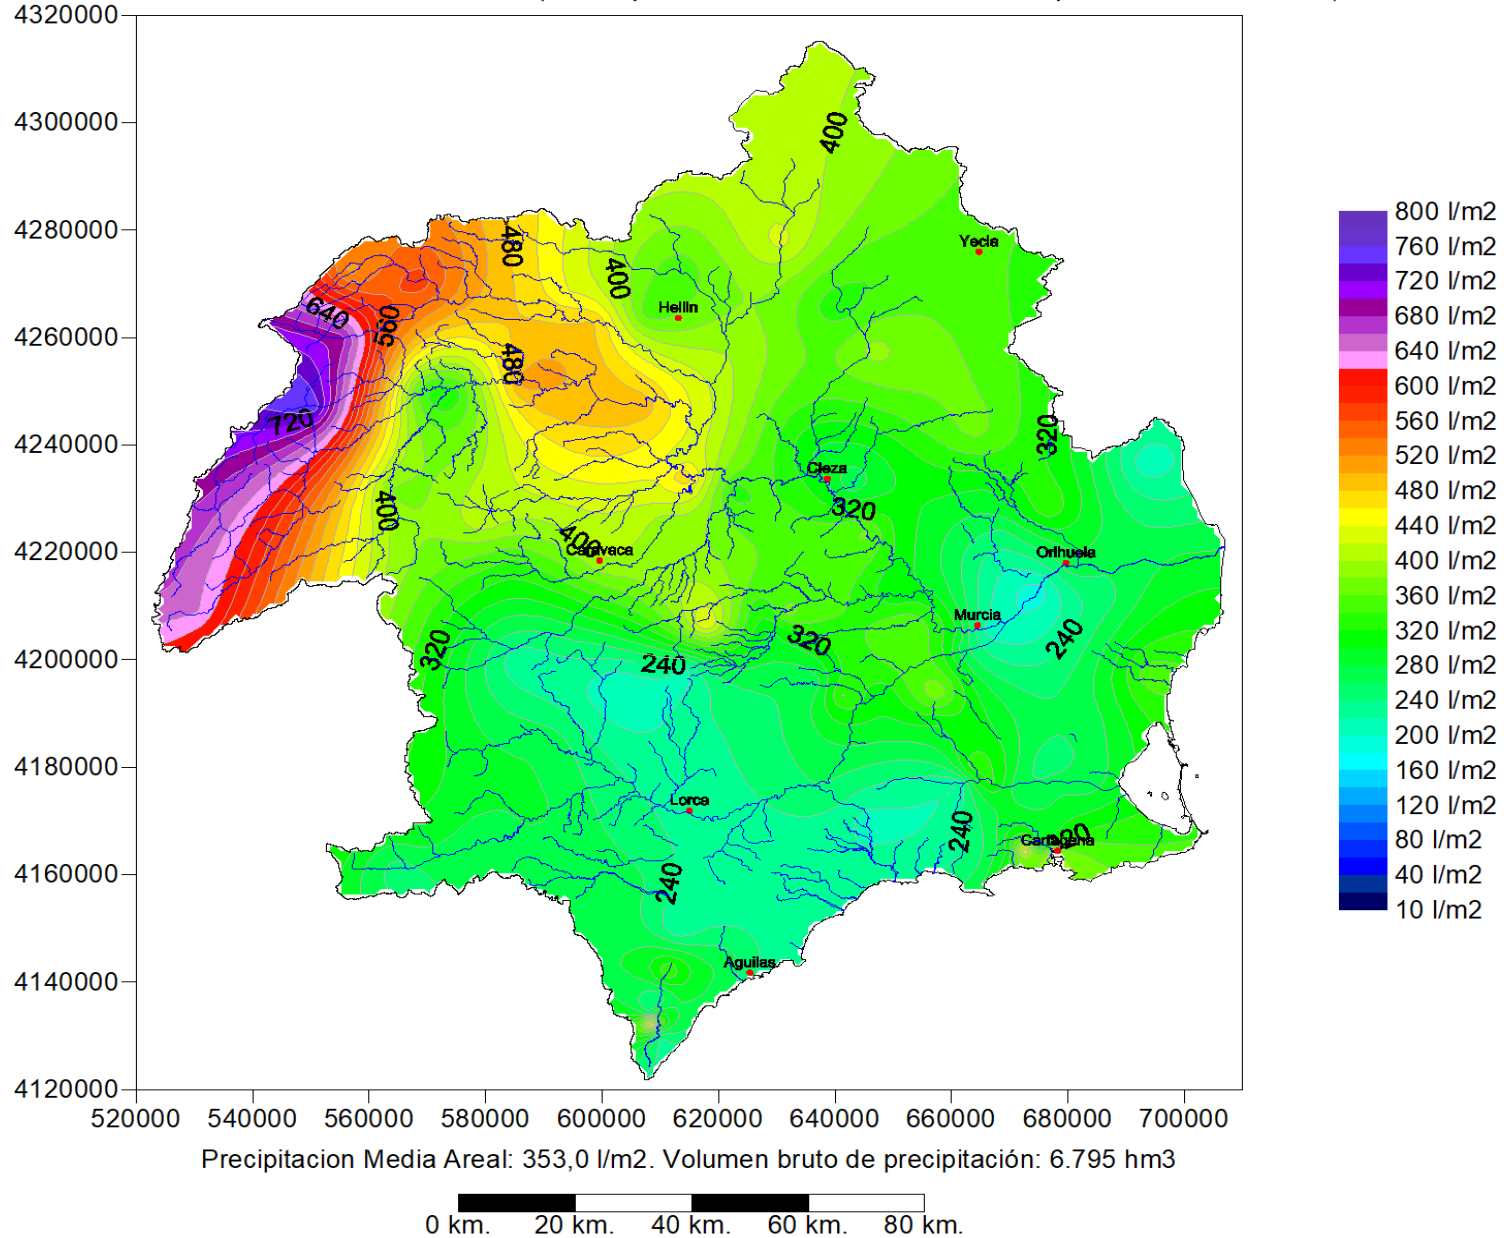 4320000
4300000
4280000
4260000
4240000
4220000
4200000
4180000
4160000
4140000
4120000
520000 540000 560000 580000 600000 620000 640000 660000 680000 700000
400
Yecla
480
400
Hellin
640
560
480
720
320
Cieza
320
400
400
Caravaca
Orihuela
Murcia
240
320
320
240
Lorca
240
Cartagena
240
Aguilas
800 l/m2
760 l/m2
720 l/m2
680 l/m2
640 l/m2
600 l/m2
560 l/m2
520 l/m2
480 l/m2
440 l/m2
400 l/m2
360 l/m2
320 l/m2
280 l/m2
240 l/m2
200 l/m2
160 l/m2
120 l/m2
80 l/m2
40 l/m2
10 l/m2
Precipitacion Media Areal: 353,0 l/m2. Volumen bruto de precipitación: 6.795 hm3
0 km. 20 km. 40 km. 60 km. 80 km.